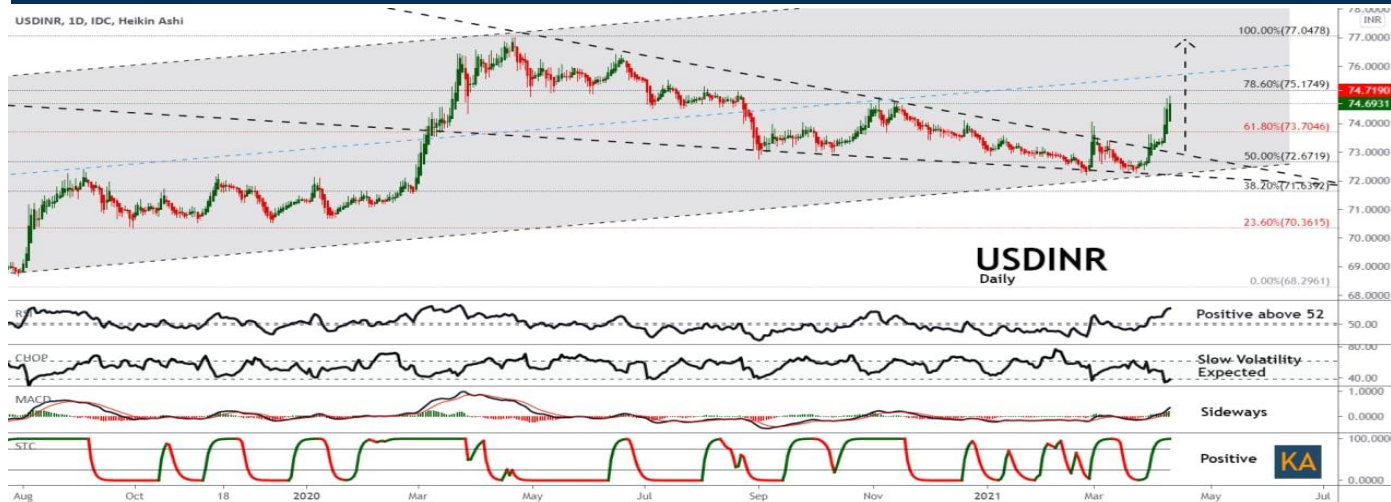 USDINR, 1D, IDC, Heikin Ashi
78.0000
INR
100.00%(77.0478)
77.0000
76.0000
78.60%(75.1749)
74.7190
74.6931
74.0000
61.80%(73.7046)
73.0000
50.00%(72.6719)
72.0000
38.20%(71.6392)
71.0000
23.60%(70.3615)
70.0000
69.0000
USDINR
Daily
0.00%(68.2961)
68.0000
RSI
Positive above 52
50.00
80.00
CHOP
Slow Volatility
Expected
40.00
MACD
1.0000
Sideways
0.0000
STC
100.0000
Positive
KA
0.0000
Aug Oct 18 2020 Mar May Jul Sep Nov 2021 Mar May Jul